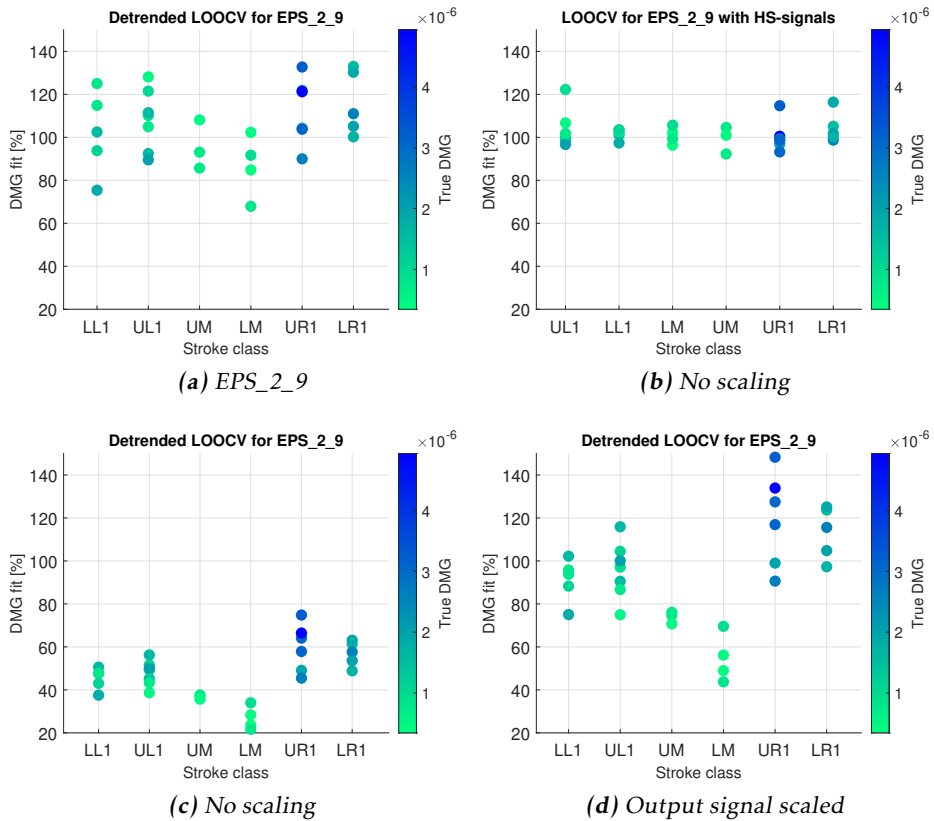 Detrended LOOCV for EPS_2_9
×10⁻⁶
140
120
100
80
60
40
20
DMG fit [%]
LL1 UL1 UM LM UR1 LR1
Stroke class
4
3
2
1
True DMG
(a) EPS_2_9
LOOCV for EPS_2_9 with HS-signals
×10⁻⁶
140
120
100
80
60
40
20
DMG fit [%]
UL1 LL1 LM UM UR1 LR1
Stroke class
4
3
2
1
True DMG
(b) No scaling
Detrended LOOCV for EPS_2_9
×10⁻⁶
140
120
100
80
60
40
20
DMG fit [%]
LL1 UL1 UM LM UR1 LR1
Stroke class
4
3
2
1
True DMG
(c) No scaling
Detrended LOOCV for EPS_2_9
×10⁻⁶
140
120
100
80
60
40
20
DMG fit [%]
LL1 UL1 UM LM UR1 LR1
Stroke class
4
3
2
1
True DMG
(d) Output signal scaled